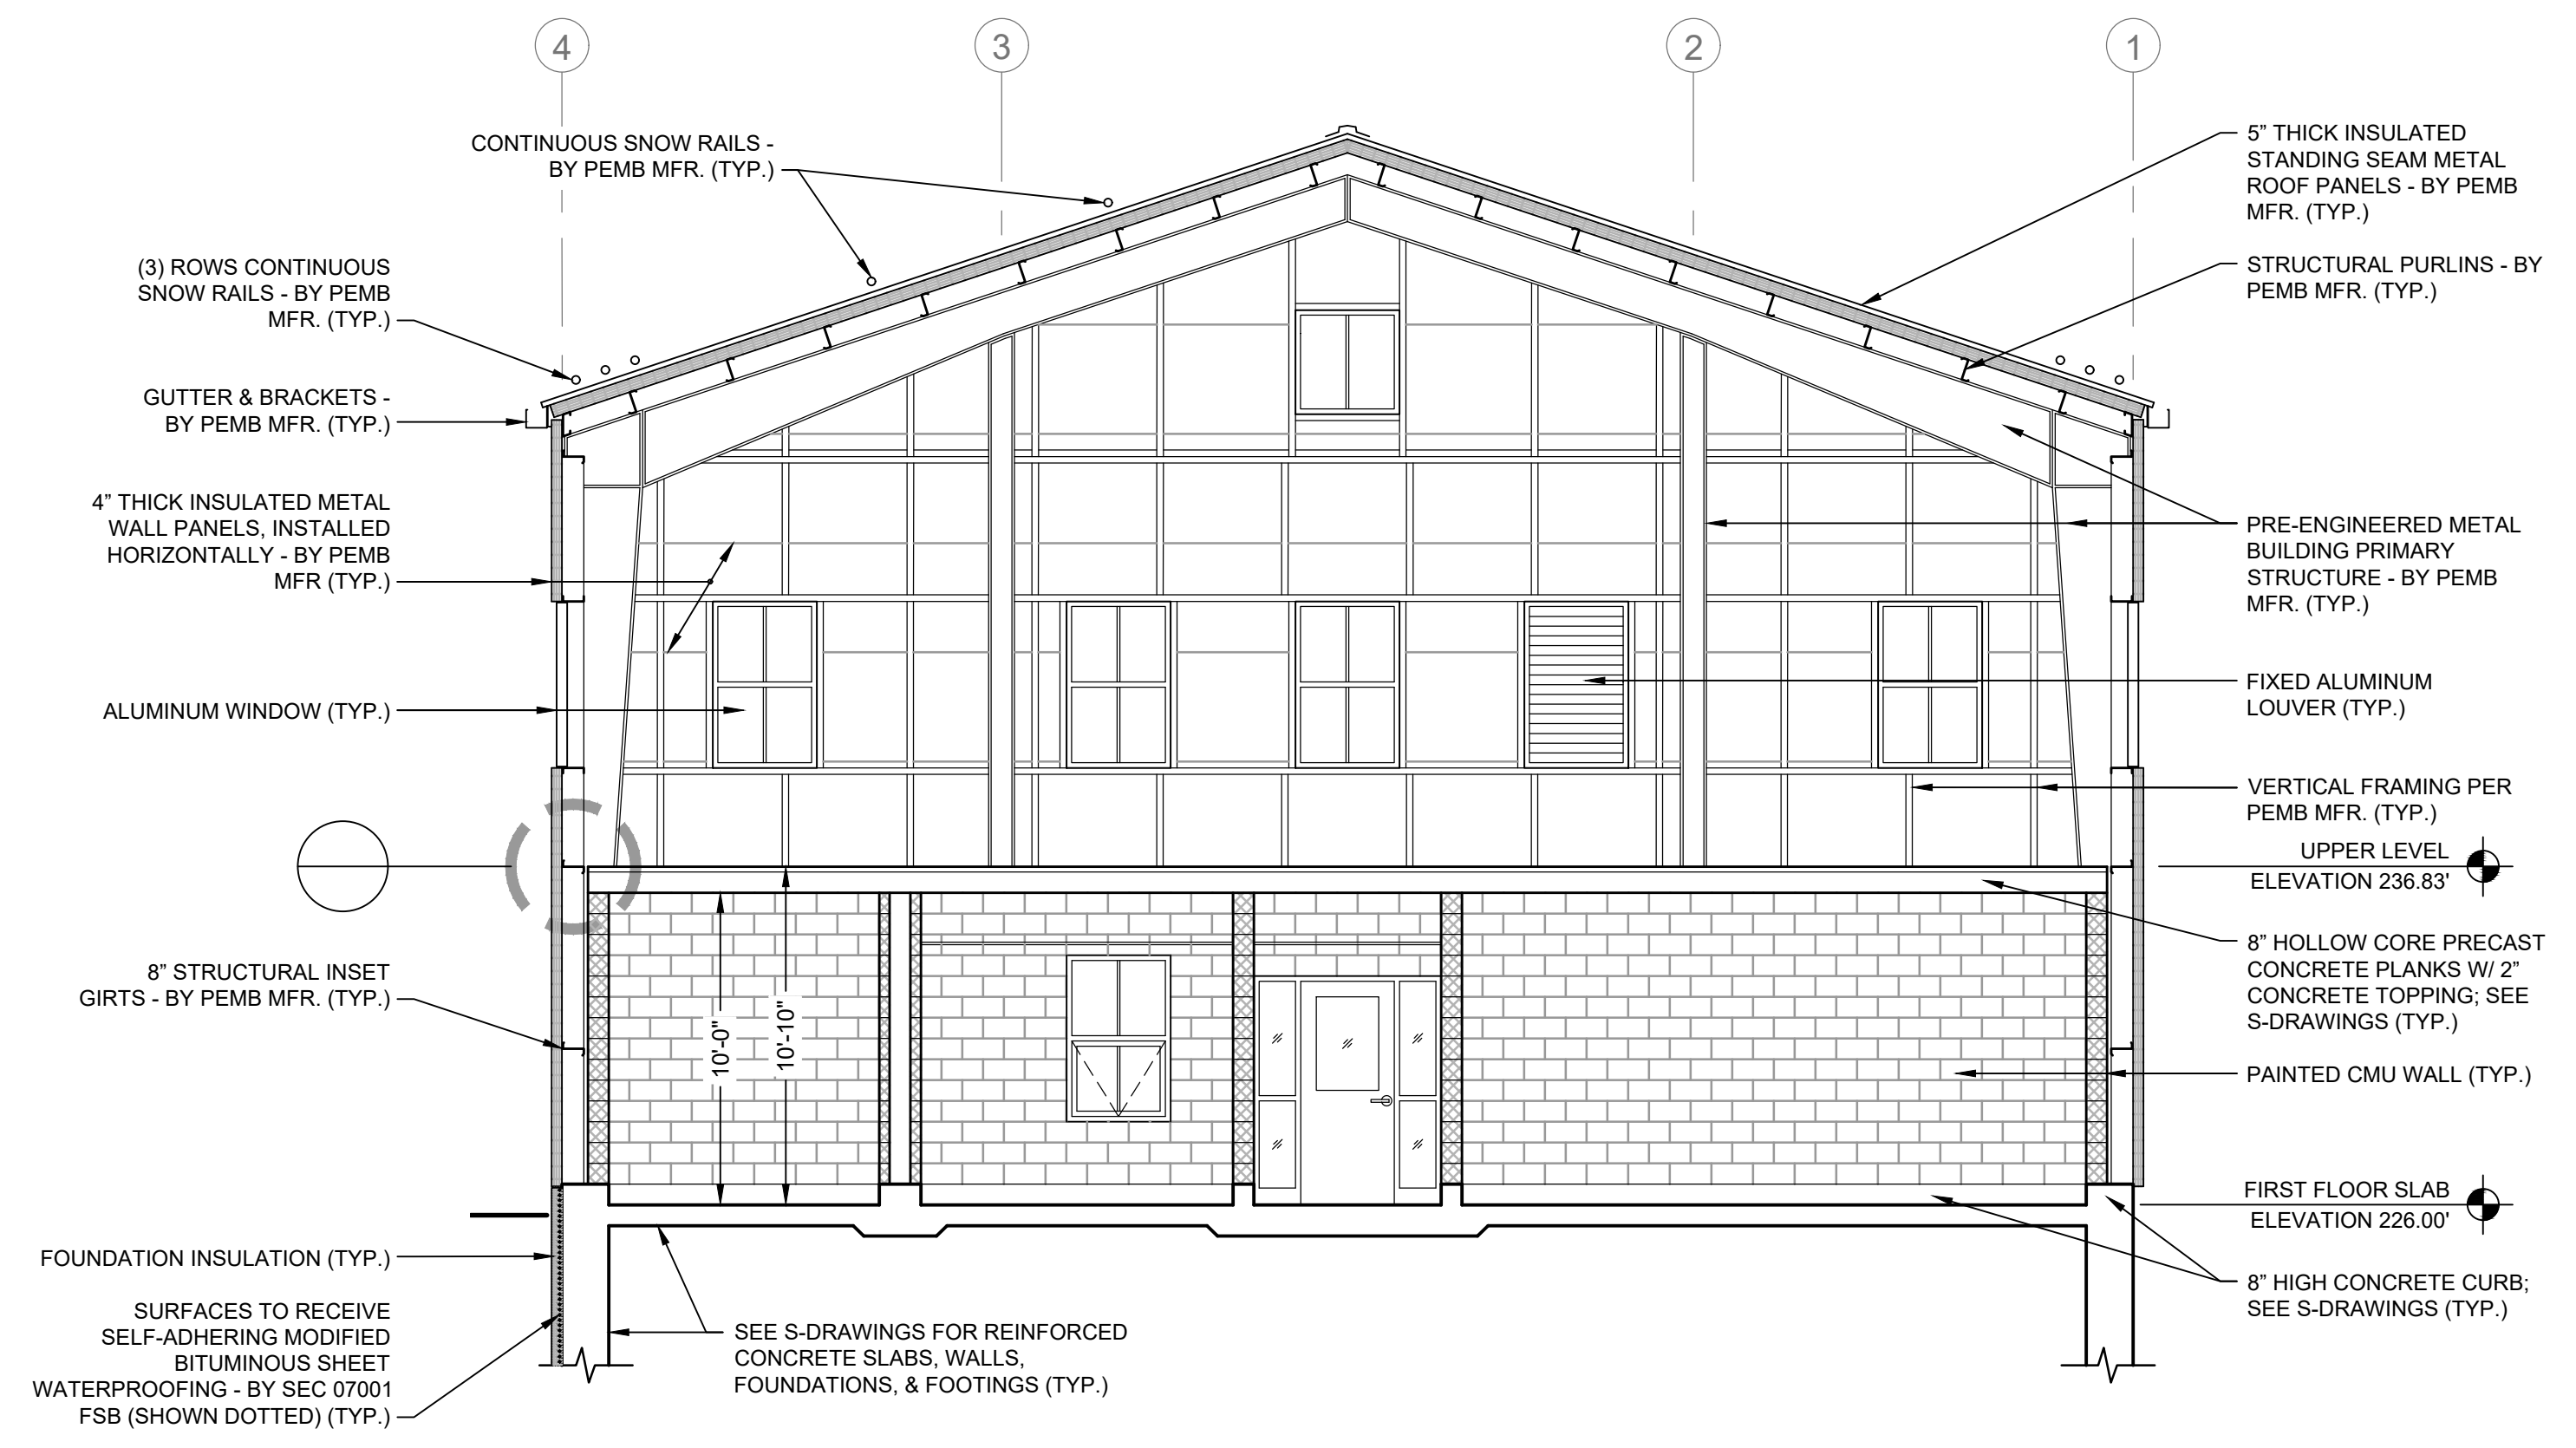 4
3
2
1
CONTINUOUS SNOW RAILS -
BY PEMB MFR. (TYP.)
(3) ROWS CONTINUOUS
SNOW RAILS - BY PEMB
MFR. (TYP.)
GUTTER & BRACKETS -
BY PEMB MFR. (TYP.)
4” THICK INSULATED METAL
WALL PANELS, INSTALLED
HORIZONTALLY - BY PEMB
MFR (TYP.)
ALUMINUM WINDOW (TYP.)
8” STRUCTURAL INSET
GIRTS - BY PEMB MFR. (TYP.)
FOUNDATION INSULATION (TYP.)
SURFACES TO RECEIVE
SELF-ADHERING MODIFIED
BITUMINOUS SHEET
WATERPROOFING - BY SEC 07001
FSB (SHOWN DOTTED) (TYP.)
10'-0"
10'-10"
SEE S-DRAWINGS FOR REINFORCED
CONCRETE SLABS, WALLS,
FOUNDATIONS, & FOOTINGS (TYP.)
5” THICK INSULATED
STANDING SEAM METAL
ROOF PANELS - BY PEMB
MFR. (TYP.)
STRUCTURAL PURLINS - BY
PEMB MFR. (TYP.)
PRE-ENGINEERED METAL
BUILDING PRIMARY
STRUCTURE - BY PEMB
MFR. (TYP.)
FIXED ALUMINUM
LOUVER (TYP.)
VERTICAL FRAMING PER
PEMB MFR. (TYP.)
UPPER LEVEL
ELEVATION 236.83'
8” HOLLOW CORE PRECAST
CONCRETE PLANKS W/ 2”
CONCRETE TOPPING; SEE
S-DRAWINGS (TYP.)
PAINTED CMU WALL (TYP.)
FIRST FLOOR SLAB
ELEVATION 226.00'
8” HIGH CONCRETE CURB;
SEE S-DRAWINGS (TYP.)